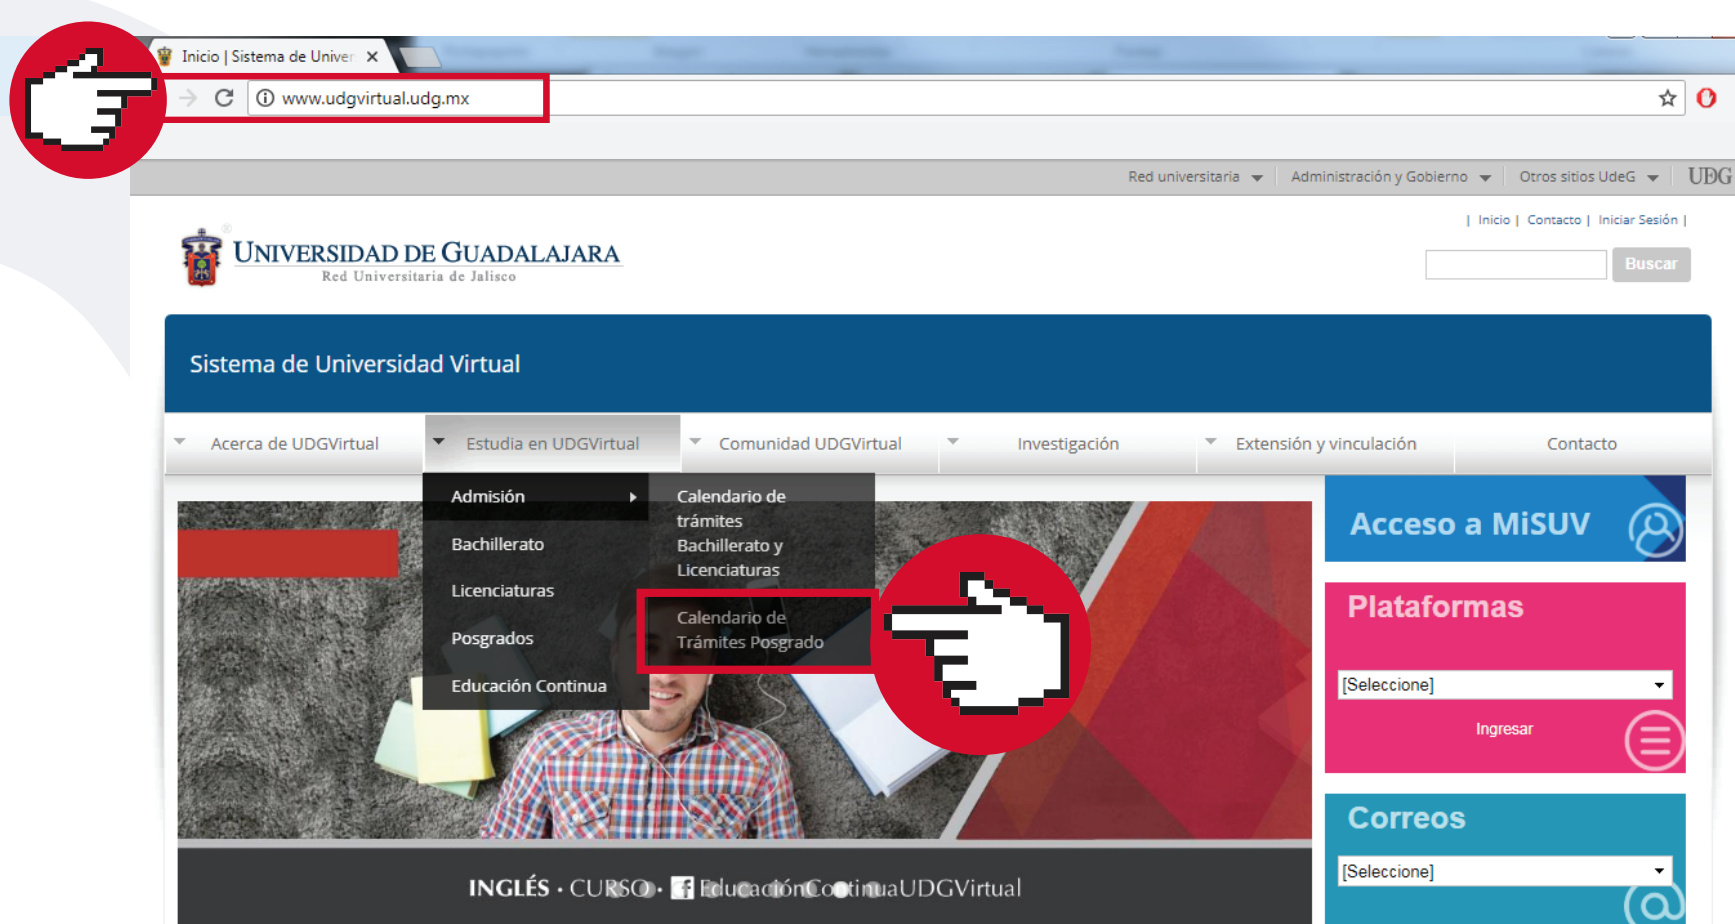 Inicio | Sistema de Univer
www.udgvirtual.udg.mx
Red universitaria
Administración y Gobierno
Otros sitios UdeG
UDG
| Inicio | Contacto | Iniciar Sesión |
UNIVERSIDAD DE GUADALAJARA
Red Universitaria de Jalisco
Buscar
Sistema de Universidad Virtual
Acerca de UDGVirtual
Estudia en UDGVirtual
Comunidad UDGVirtual
Investigación
Extensión y vinculación
Contacto
Admisión
Bachillerato
Licenciaturas
Posgrados
Educación Continua
Calendario de
trámites
Bachillerato y
Licenciaturas
Calendario de
Trámites Posgrado
Acceso a MiSUV
Plataformas
[Seleccione]
Ingresar
Correos
[Seleccione]
INGLÉS · CURSO · EducaciónContinuaUDGVirtual